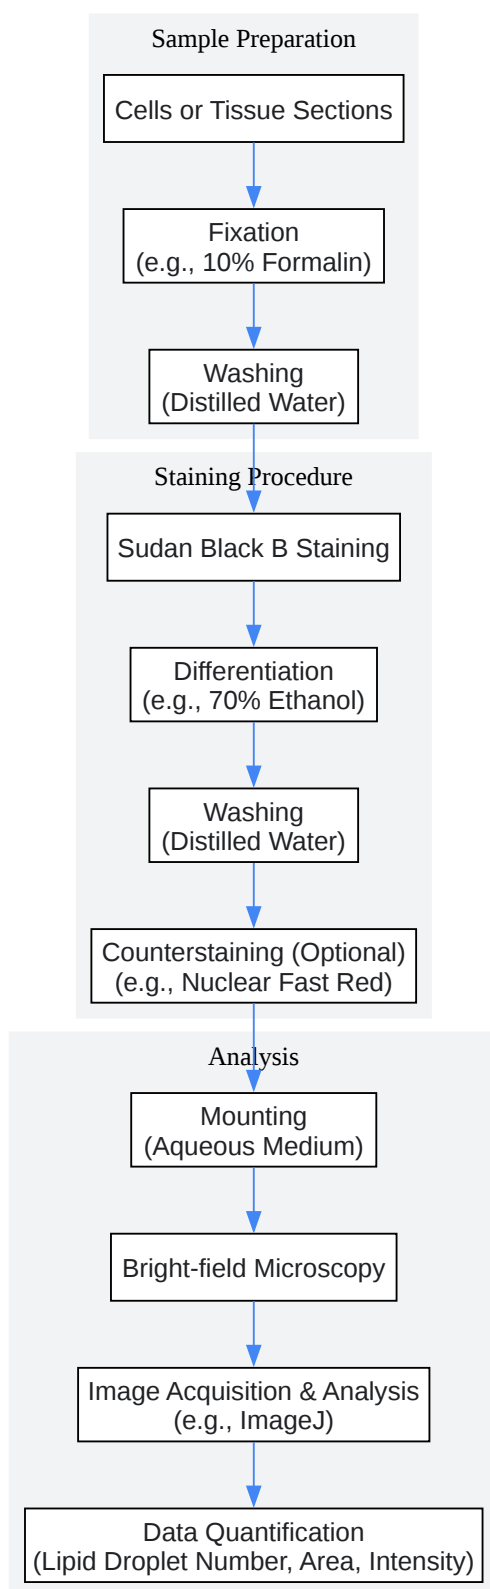 Sample Preparation
Cells or Tissue Sections
Fixation
(e.g., 10% Formalin)
Washing
(Distilled Water)
Staining Procedure
Sudan Black B Staining
Differentiation
(e.g., 70% Ethanol)
Washing
(Distilled Water)
Counterstaining (Optional)
(e.g., Nuclear Fast Red)
Analysis
Mounting
(Aqueous Medium)
Bright-field Microscopy
Image Acquisition & Analysis
(e.g., ImageJ)
Data Quantification
(Lipid Droplet Number, Area, Intensity)